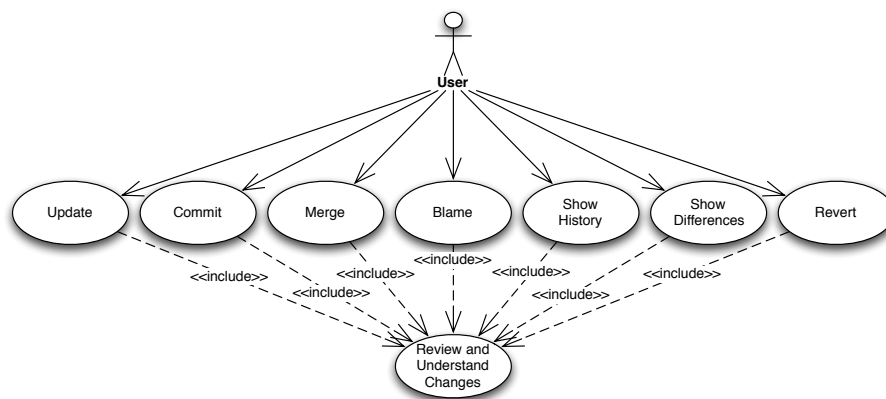 User
Update
Commit
Merge
Blame
Show
History
Show
Differences
Revert
<<include>>
<<include>>
<<include>>
<<include>>
<<include>>
<<include>>
<<include>>
Review and
Understand
Changes